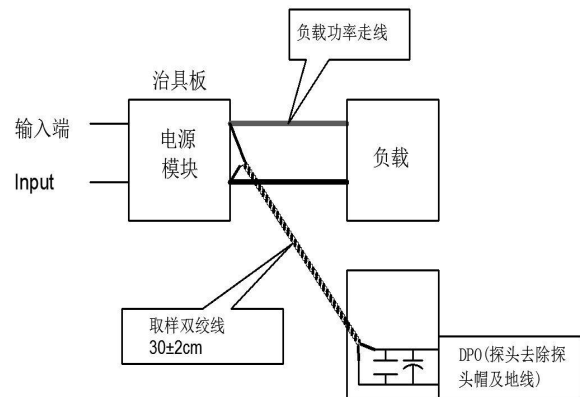 负载功率走线
治具板
输入端
电源
模块
负载
Input
取样双绞线
30±2cm
DPO(探头去除探
头帽及地线)